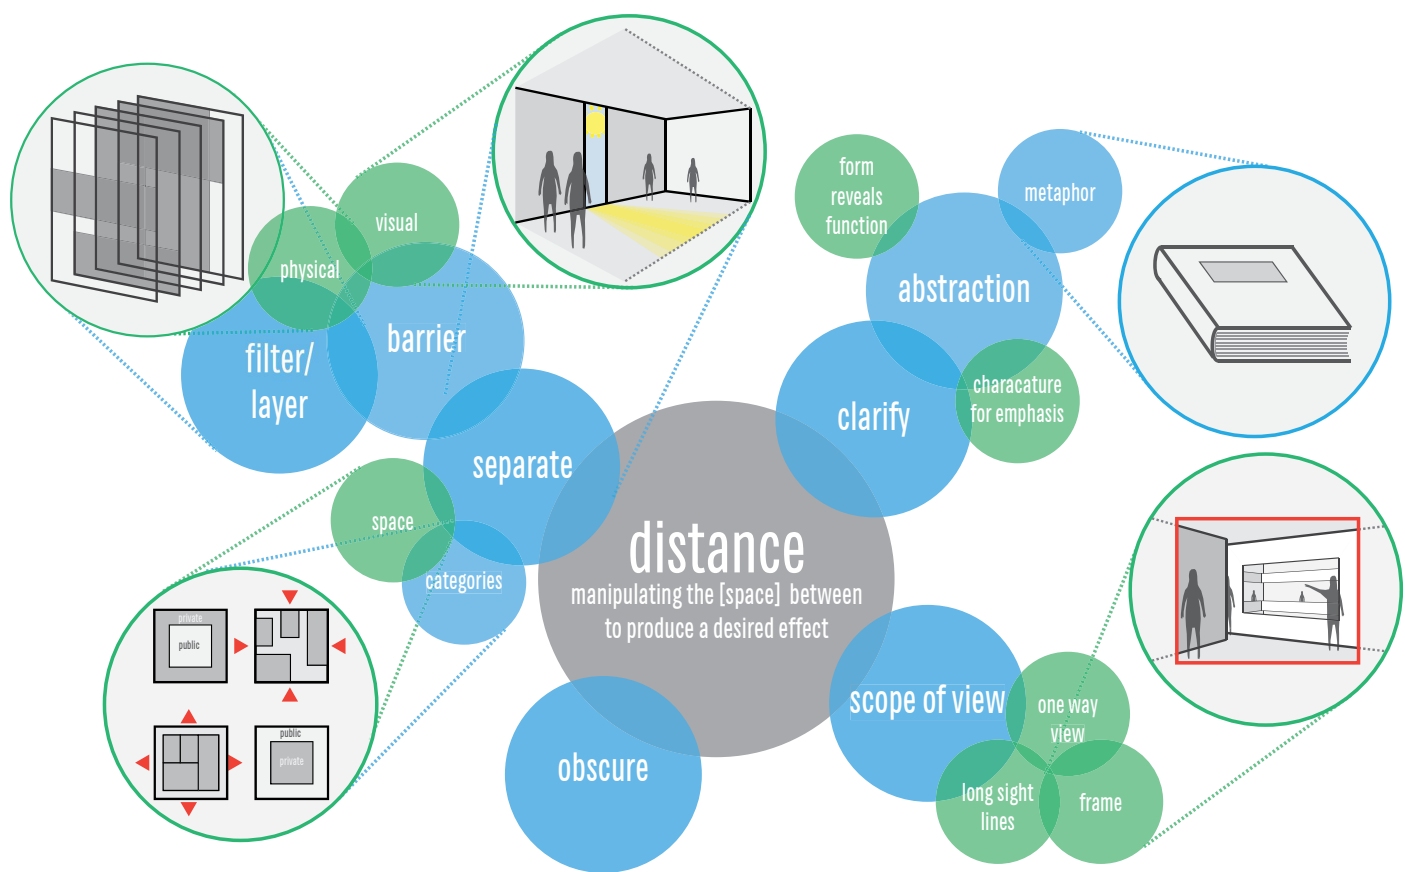 form
reveals
function
metaphor
visual
physical
abstraction
barrier
filter/
layer
characature
for emphasis
clarify
separate
space
categories
distance
manipulating the [space] between
to produce a desired effect
private
public
public
private
scope of view
one way
view
long sight
lines
frame
obscure